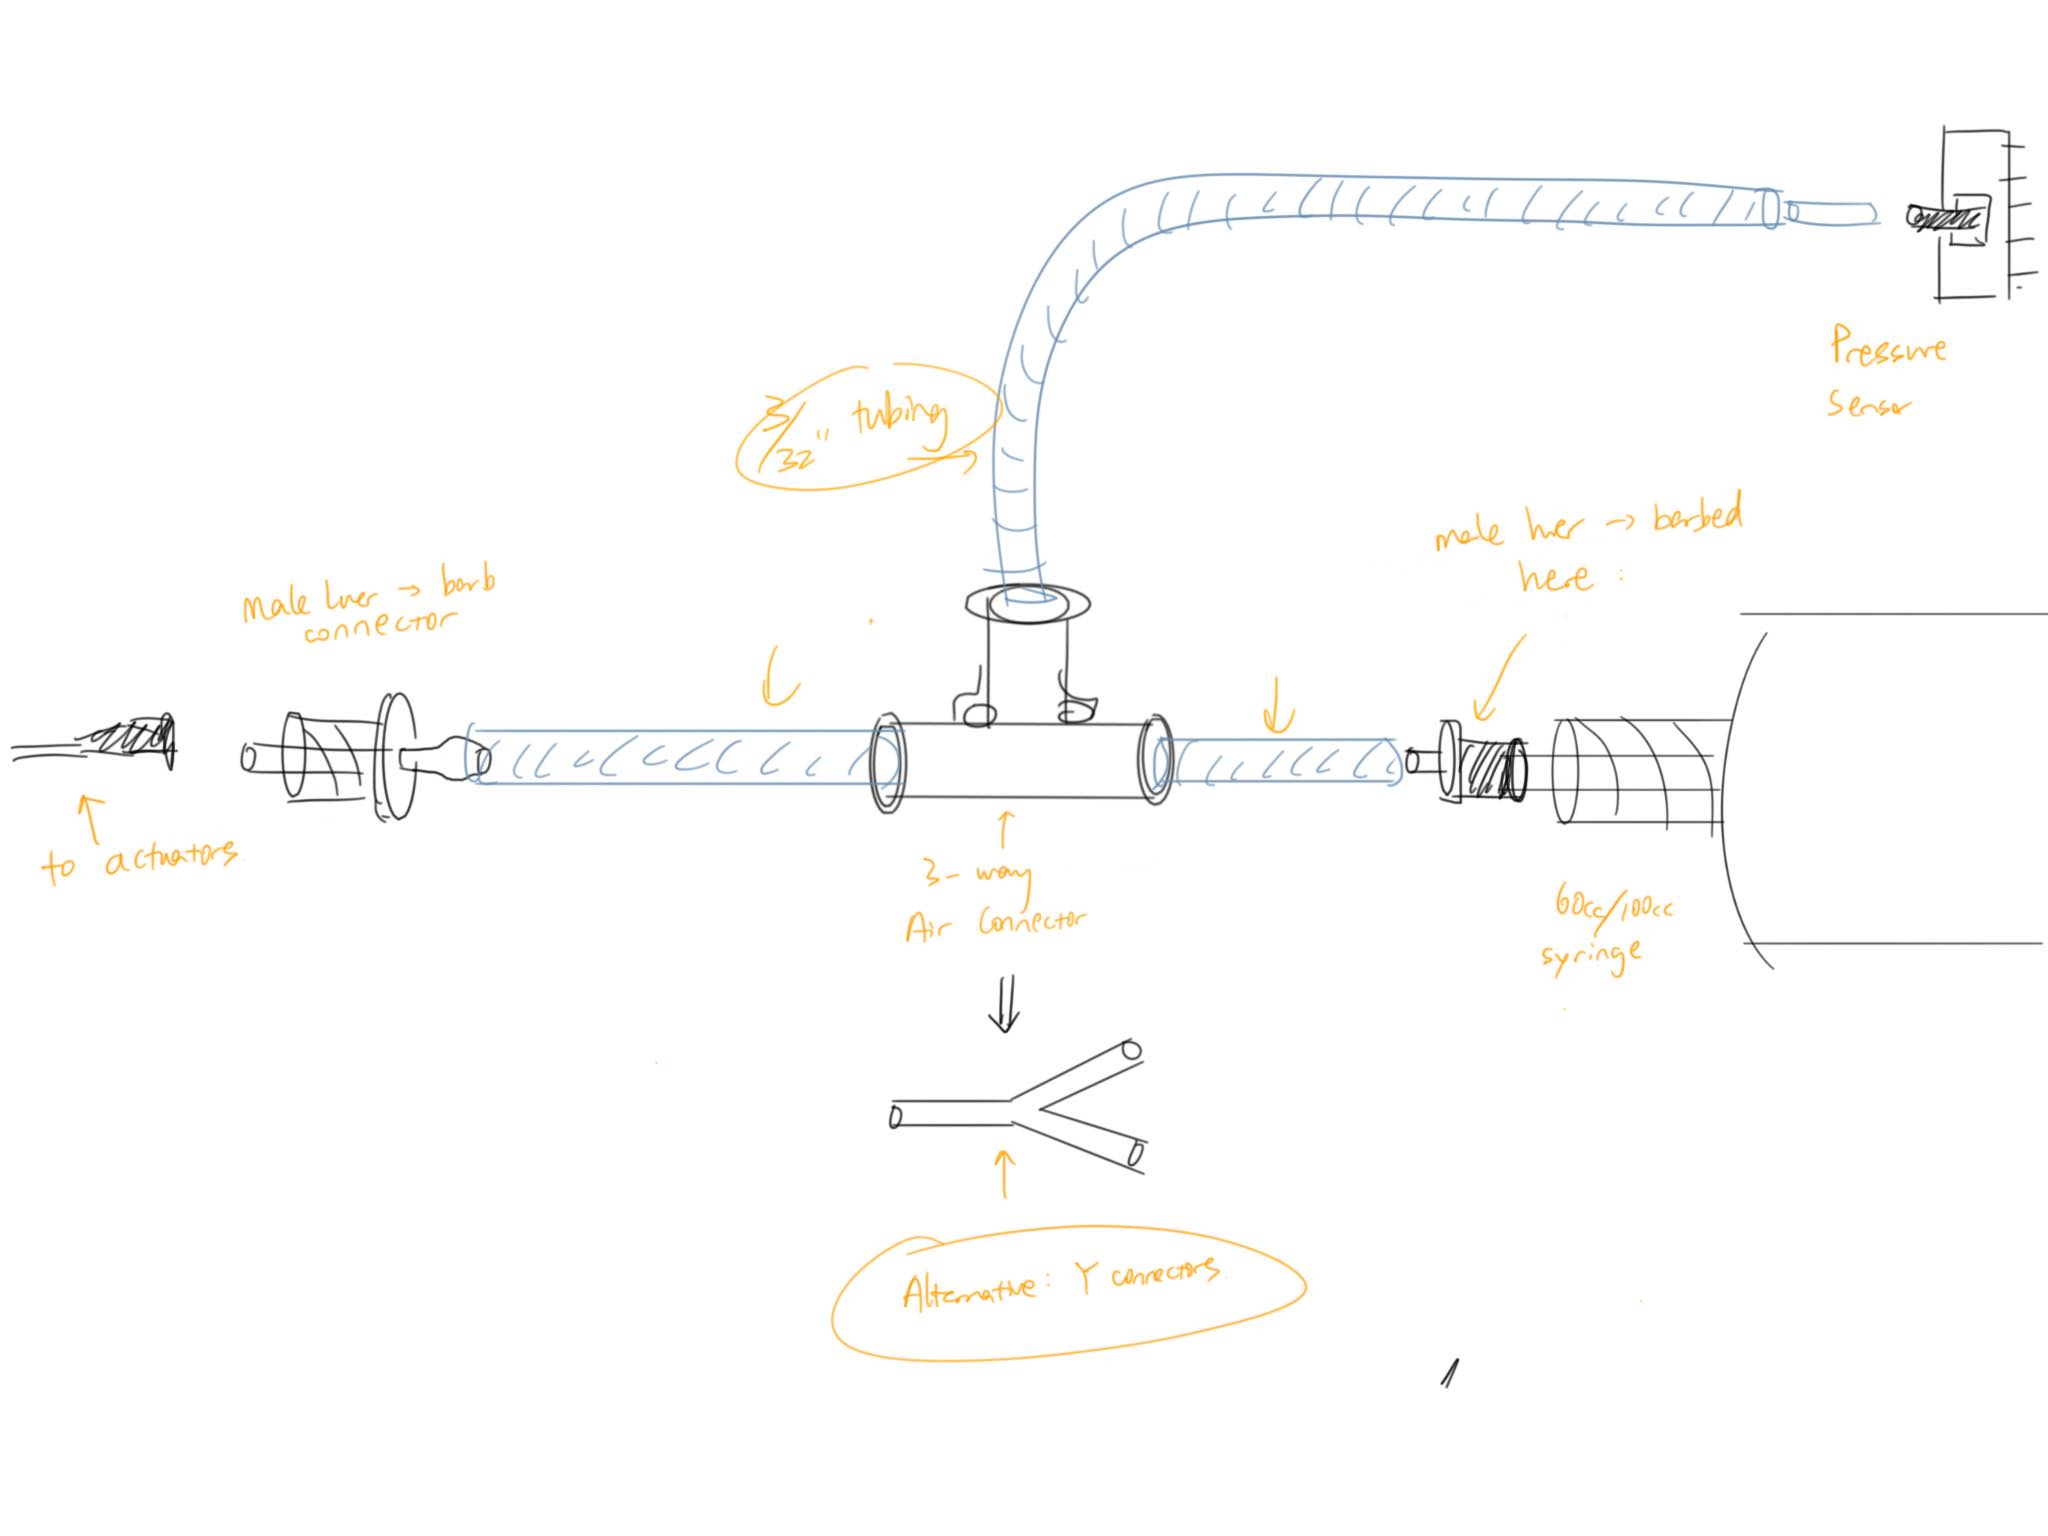 Pressure
Sensor
3/32" tubing
male luer → barbed
here :
Male Luer → barb
connector
to actuators
3-way
Air Connector
60cc/100cc
syringe
Alternative: Y connectors